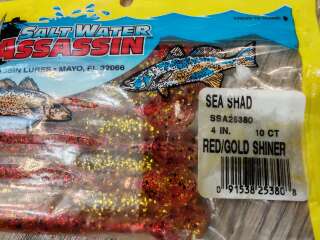 SALT WATER
ASSASSIN
ASSIN LURES • MAYO, FL 32066
SEA SHAD
SSA25380
4 IN. 10 CT
RED/GOLD SHINER
0 91538 25380 8